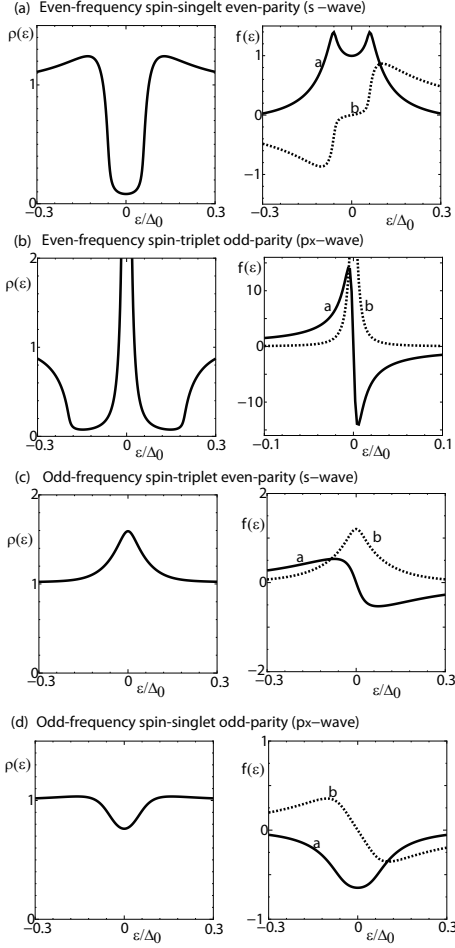 (a) Even-frequency spin-singelt even-parity (s −wave)
ρ(ε)
1
0
−0.3 0 0.3
ε/Δ0
f(ε)
a
b
1
0
−1
−0.3 0 0.3
ε/Δ0
(b) Even-frequency spin-triplet odd-parity (px−wave)
2
ρ(ε)
1
0
−0.3 0 0.3
ε/Δ0
f(ε)
a b
10
0
−10
−0.1 0 0.1
ε/Δ0
(c) Odd-frequency spin-triplet even-parity (s−wave)
2
ρ(ε)
1
0
−0.3 0 0.3
ε/Δ0
2
f(ε)
b
a
1
0
−1
−2
−0.3 0 0.3
ε/Δ0
(d) Odd-frequency spin-singlet odd-parity (px−wave)
ρ(ε)
1
0
−0.3 0 0.3
ε/Δ0
1
f(ε)
b
a
0
−1
−0.3 0 0.3
ε/Δ0